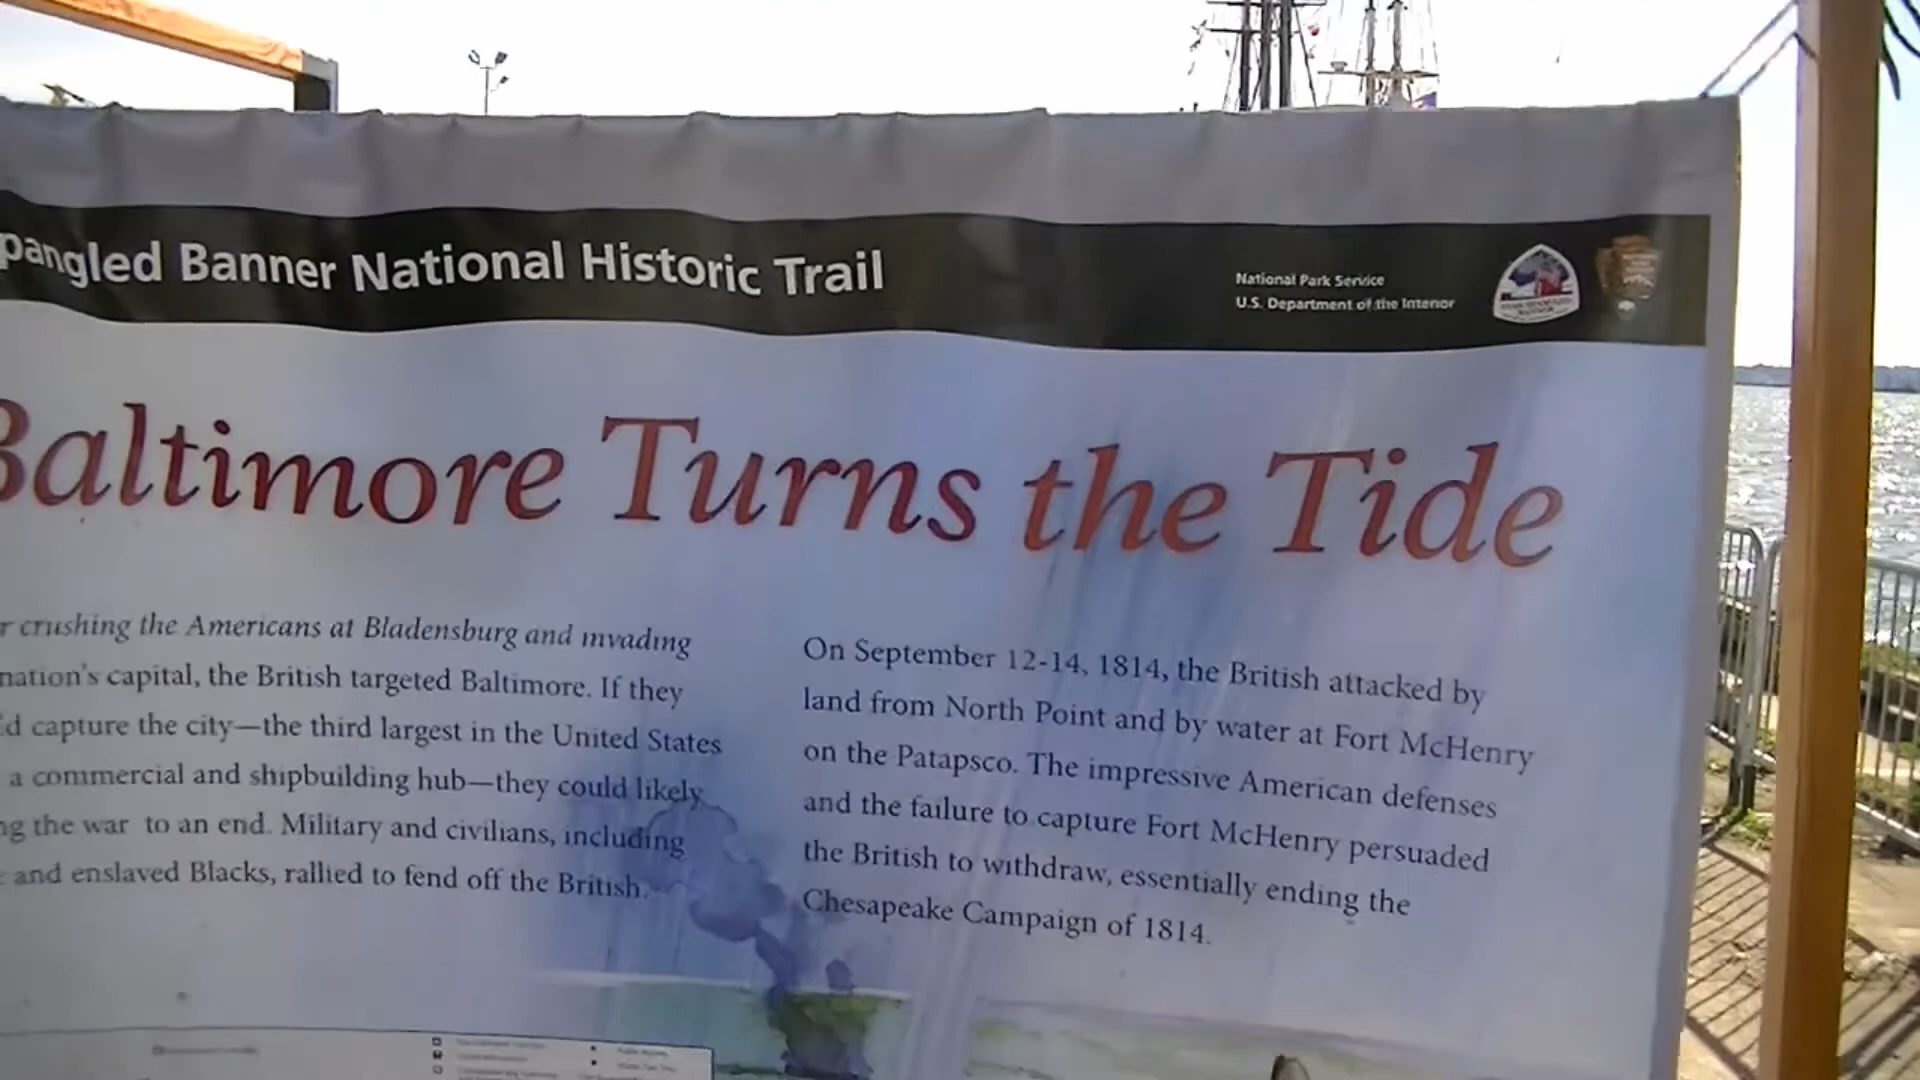 pangled Banner National Historic Trail
National Park Service
U.S. Department of the Interior
Baltimore Turns the Tide
r crushing the Americans at Bladensburg and invading
nation's capital, the British targeted Baltimore. If they
d capture the city—the third largest in the United States
a commercial and shipbuilding hub—they could likely
ng the war to an end. Military and civilians, including
and enslaved Blacks, rallied to fend off the British.
On September 12-14, 1814, the British attacked by
land from North Point and by water at Fort McHenry
on the Patapsco. The impressive American defenses
and the failure to capture Fort McHenry persuaded
the British to withdraw, essentially ending the
Chesapeake Campaign of 1814.